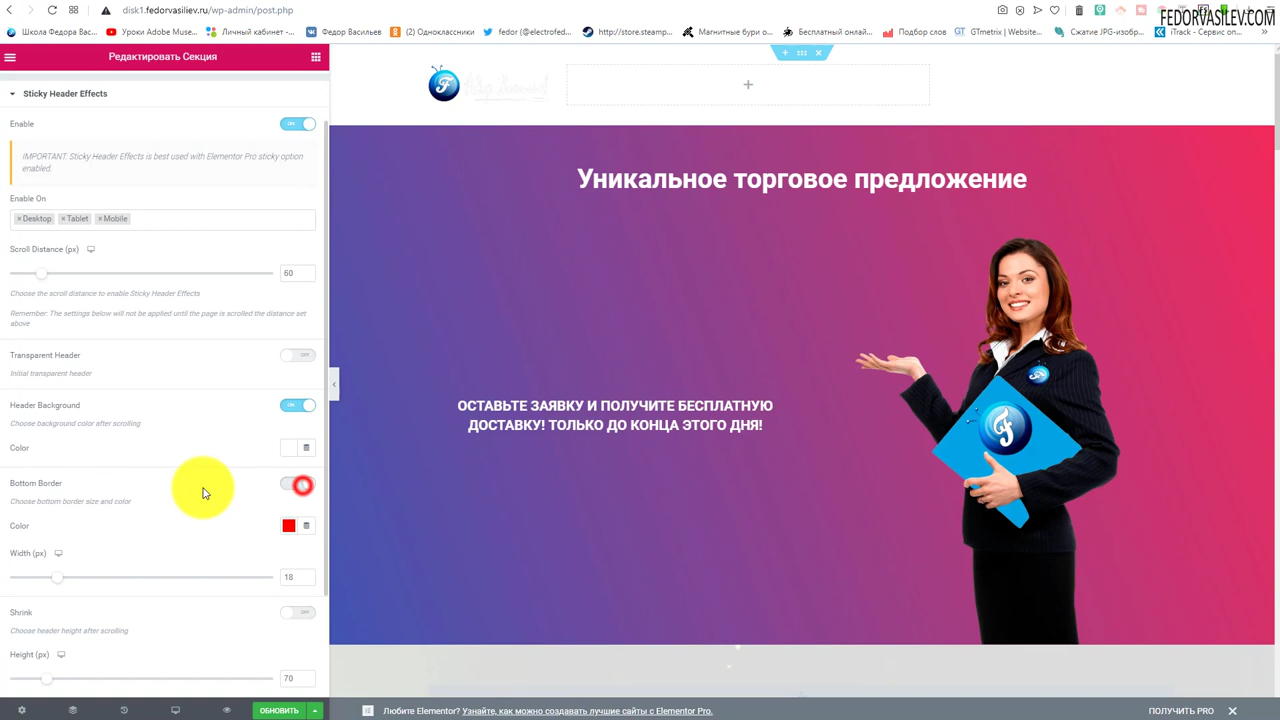 disk1.fedorvasiliev.ru/wp-admin/post.php
FEDORVASILEV.COM
Школа Федора Вас...
Уроки Adobe Muse...
Личный кабинет -...
Федор Васильев
(2) Одноклассники
fedor (@electrofed...
http://store.steamp...
Магнитные бури о...
Бесплатный онлай...
Подбор слов
GTmetrix | Website...
Сжатие JPG-изобр...
iTrack - Сервис оп...
Редактировать Секция
Sticky Header Effects
Enable
ON
IMPORTANT: Sticky Header Effects is best used with Elementor Pro sticky option
enabled.
Enable On
×Desktop ×Tablet ×Mobile
Scroll Distance (px)
60
Choose the scroll distance to enable Sticky Header Effects
Remember: The settings below will not be applied until the page is scrolled the distance set
above
Transparent Header
OFF
Initial transparent header
Header Background
ON
Choose background color after scrolling
Color
Bottom Border
Choose bottom border size and color
Color
Width (px)
18
Shrink
OFF
Choose header height after scrolling
Height (px)
70
ОБНОВИТЬ
Уникальное торговое предложение
ОСТАВЬТЕ ЗАЯВКУ И ПОЛУЧИТЕ БЕСПЛАТНУЮ
ДОСТАВКУ! ТОЛЬКО ДО КОНЦА ЭТОГО ДНЯ!
Любите Elementor? Узнайте, как можно создавать лучшие сайты с Elementor Pro.
ПОЛУЧИТЬ PRO